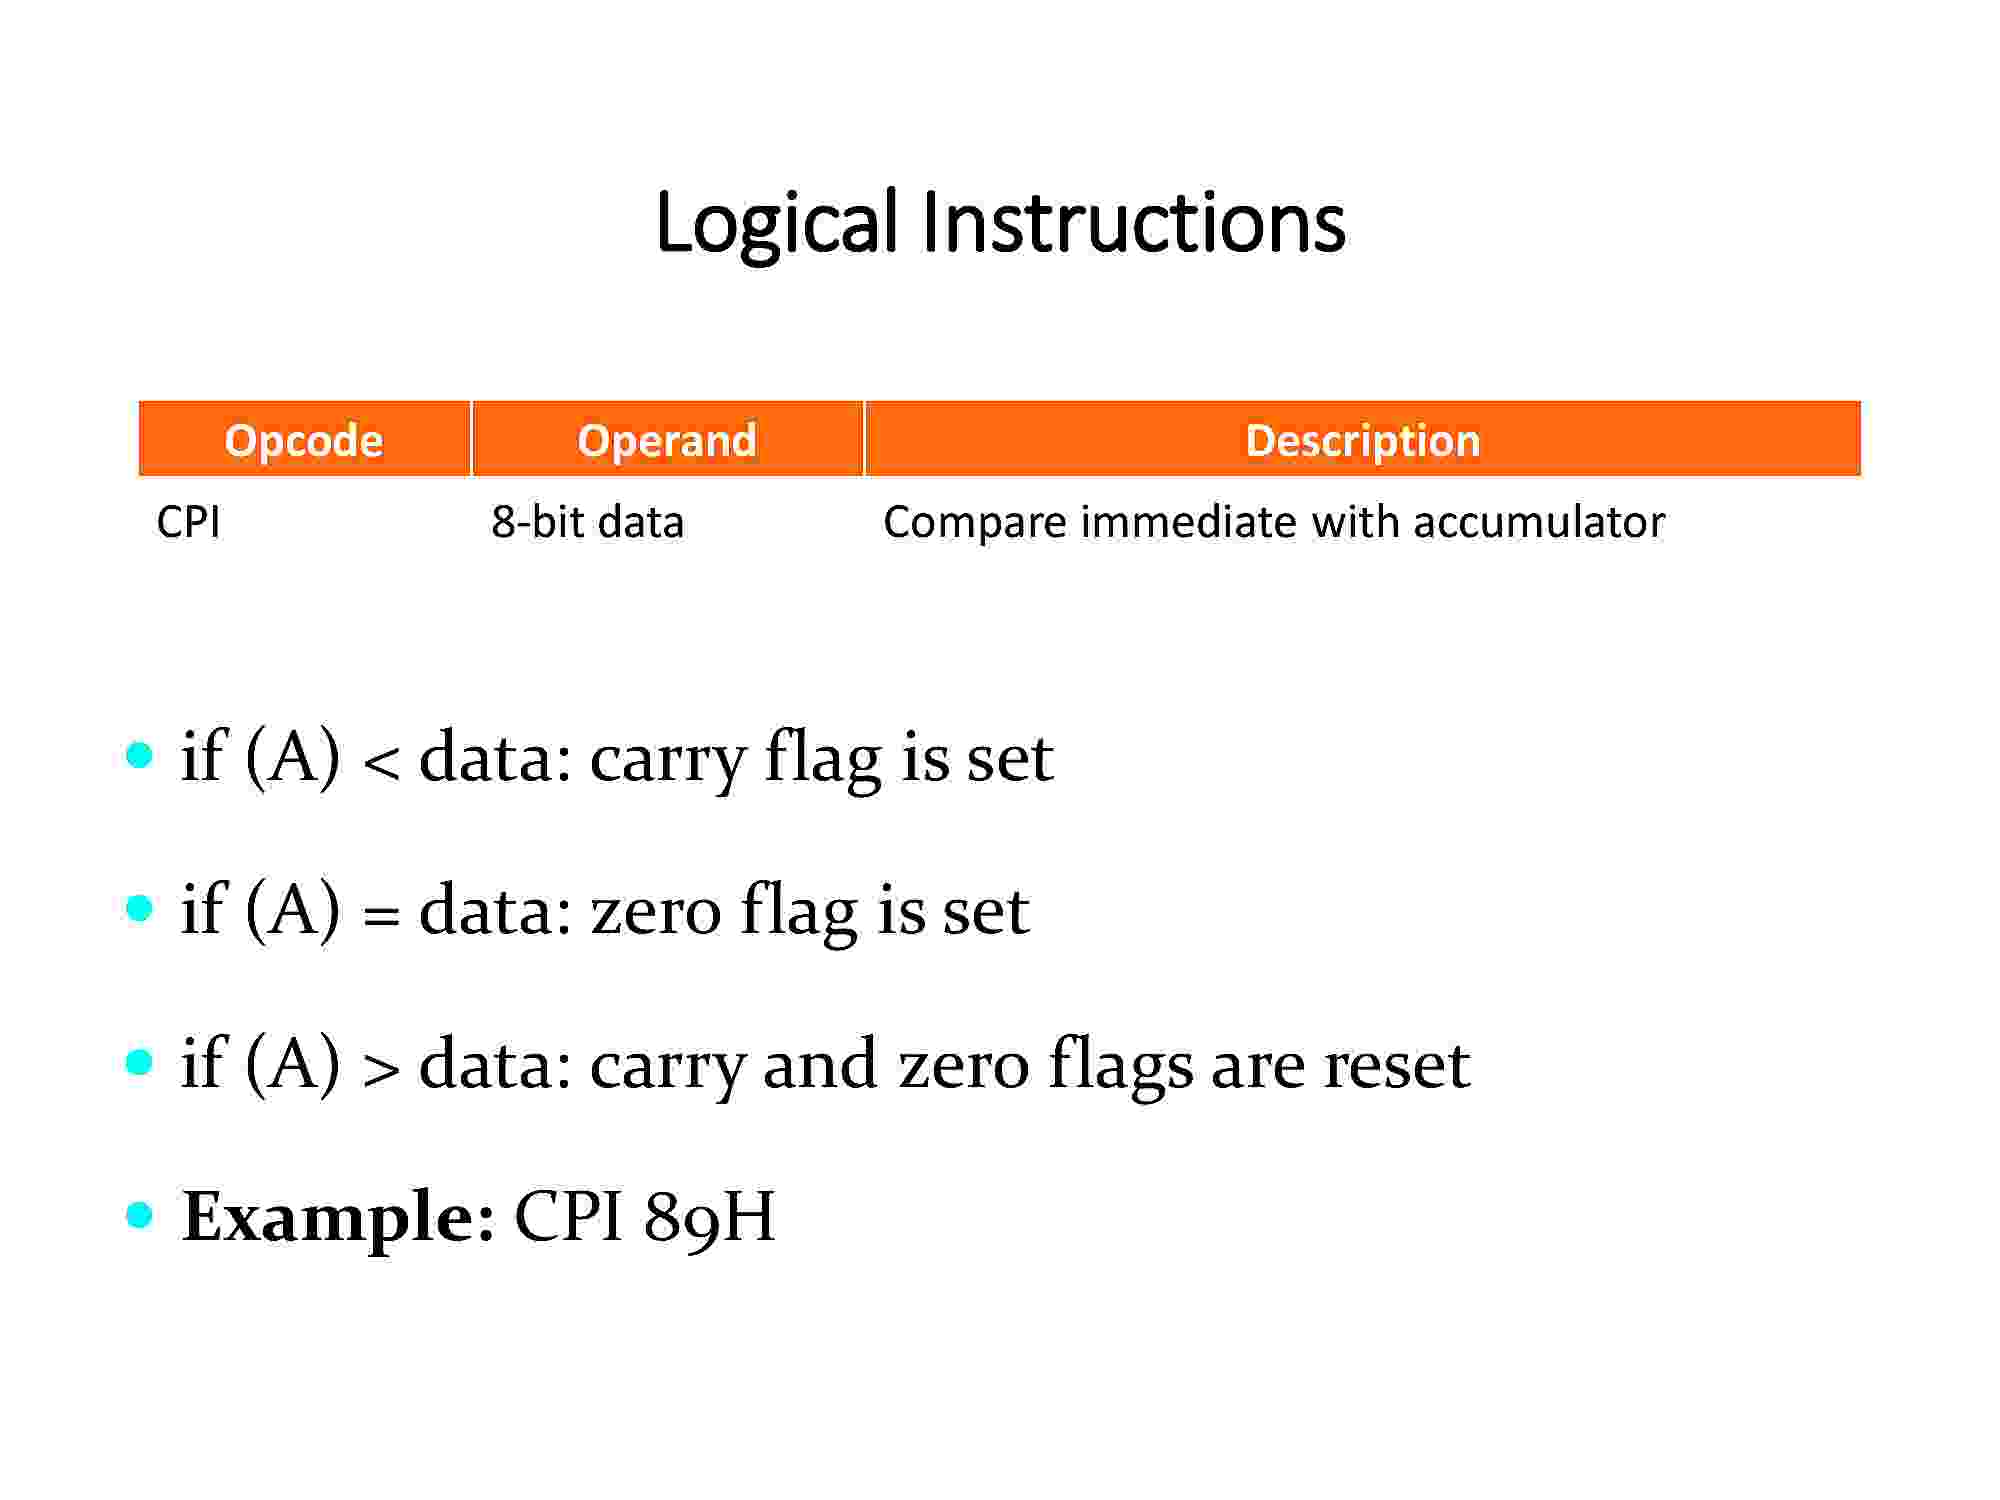 Logical Instructions
Opcode Operand Description
CPI 8-bit data Compare immediate with accumulator
• if (A) < data: carry flag is set
• if (A) = data: zero flag is set
• if (A) > data: carry and zero flags are reset
• Example: CPI 89H